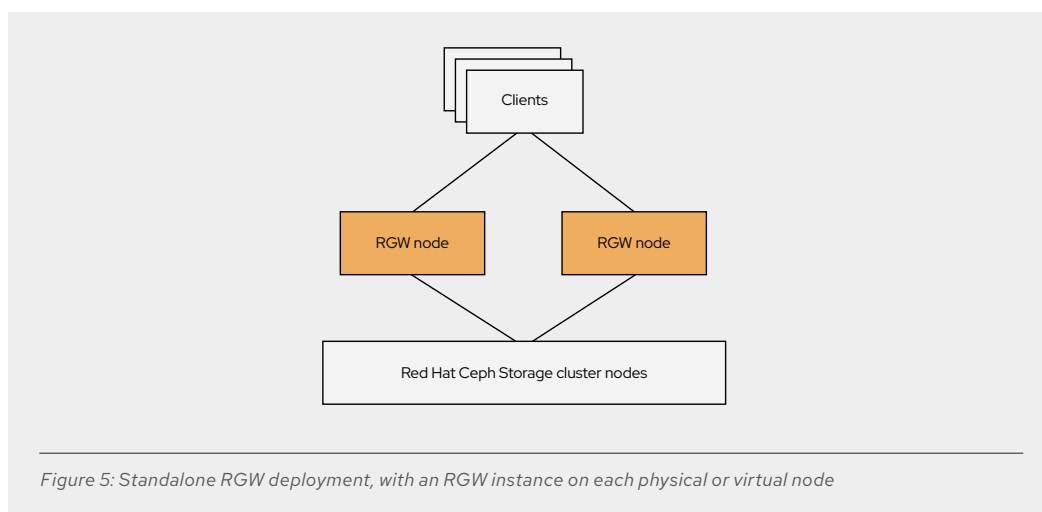 Clients
RGW node
RGW node
Red Hat Ceph Storage cluster nodes
Figure 5: Standalone RGW deployment, with an RGW instance on each physical or virtual node